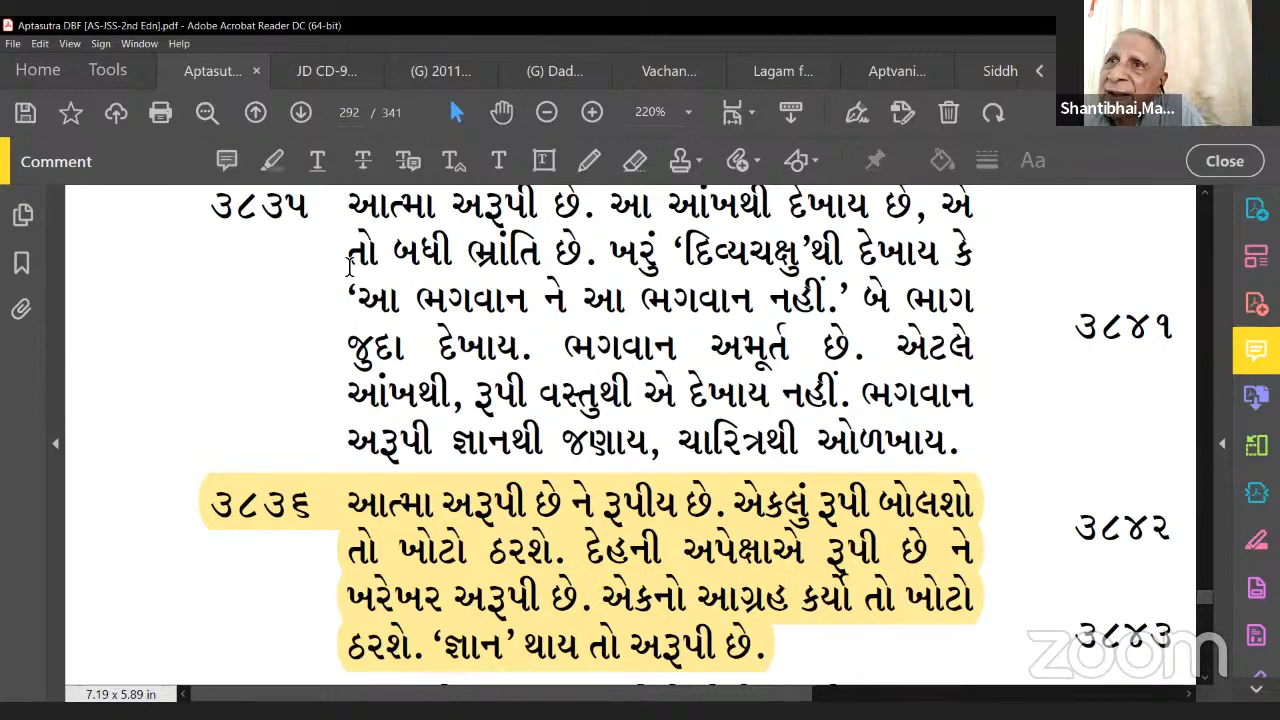 Aptasutra DBF [AS-JSS-2nd Edn].pdf - Adobe Acrobat Reader DC (64-bit)
File Edit View Sign Window Help
Home Tools Aptasut... × JD CD-9... (G) 2011... (G) Dad... Vachan... Lagam f... Aptvani... Siddh
292 / 341 220%
Shantibhai,Ma...
Comment Aa Close
૩૮૩૫ આત્મા અરૂપી છે. આ આંખથી દેખાય છે, એ
તો બધી ભ્રાંતિ છે. ખરું ‘દિવ્યચક્ષુ’થી દેખાય કે
‘આ ભગવાન ને આ ભગવાન નહીં.’ બે ભાગ
૩૮૪૧
જુદા દેખાય. ભગવાન અમૂર્ત છે. એટલે
આંખથી, રૂપી વસ્તુથી એ દેખાય નહીં. ભગવાન
અરૂપી જ્ઞાનથી જણાય, ચારિત્રથી ઓળખાય.
૩૮૩૬ આત્મા અરૂપી છે ને રૂપીય છે. એકલું રૂપી બોલશો
૩૮૪૨
તો ખોટો ઠરશે. દેહની અપેક્ષાએ રૂપી છે ને
ખરેખર અરૂપી છે. એકનો આગ્રહ કર્યો તો ખોટો
ઠરશે. ‘જ્ઞાન’ થાય તો અરૂપી છે.
૩૮૪૩
zoom
7.19 x 5.89 in